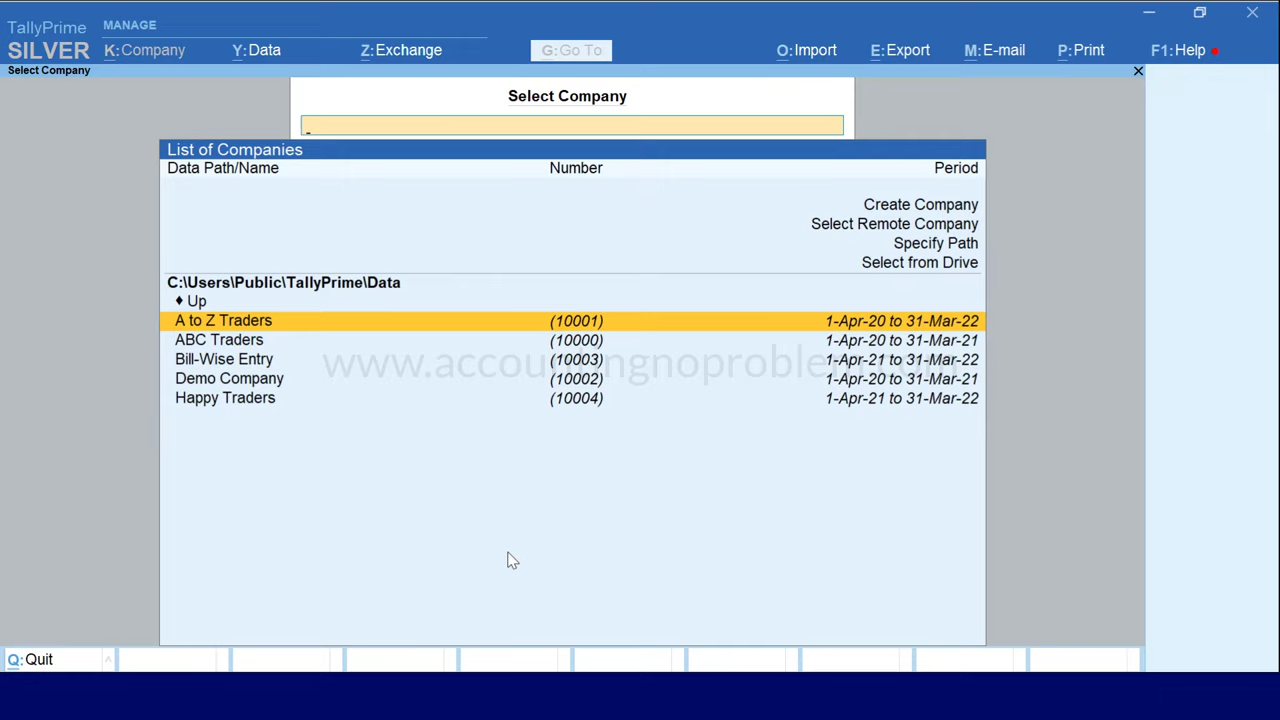 TallyPrime MANAGE
SILVER K:Company Y:Data Z:Exchange G:Go To O:Import E:Export M:E-mail P:Print F1:Help
Select Company
Select Company
List of Companies
Data Path/Name Number Period
Create Company
Select Remote Company
Specify Path
Select from Drive
C:\Users\Public\TallyPrime\Data
♦ Up
A to Z Traders (10001) 1-Apr-20 to 31-Mar-22
ABC Traders (10000) 1-Apr-20 to 31-Mar-21
Bill-Wise Entry (10003) 1-Apr-21 to 31-Mar-22
www.accountingnoproblem.com
Demo Company (10002) 1-Apr-20 to 31-Mar-21
Happy Traders (10004) 1-Apr-21 to 31-Mar-22
Q:Quit